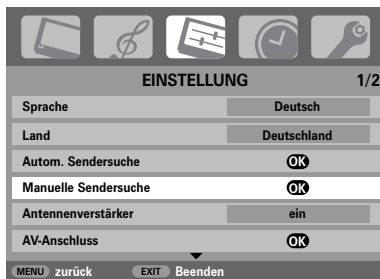 EINSTELLUNG 1/2
Sprache Deutsch
Land Deutschland
Autom. Sendersuche OK
Manuelle Sendersuche OK
Antennenverstärker ein
AV-Anschluss OK
MENU zurück EXIT Beenden